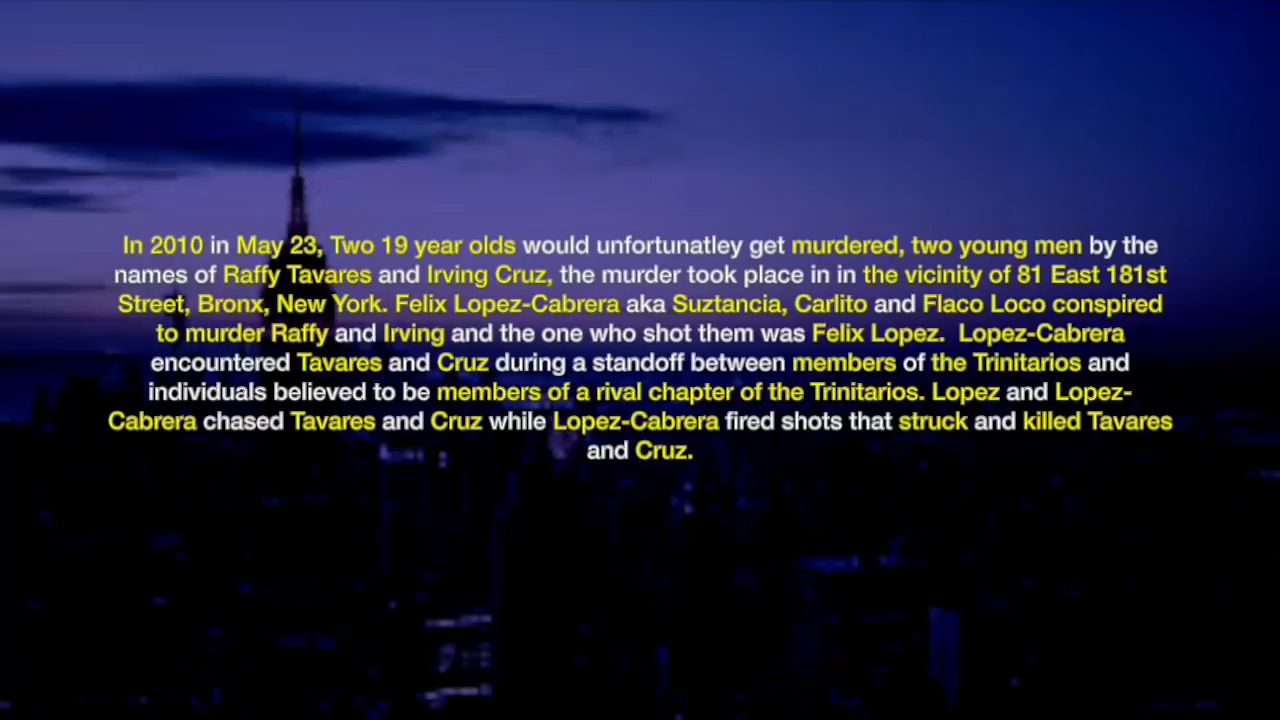 In 2010 in May 23, Two 19 year olds would unfortunatley get murdered, two young men by the
names of Raffy Tavares and Irving Cruz, the murder took place in in the vicinity of 81 East 181st
Street, Bronx, New York. Felix Lopez-Cabrera aka Suztancia, Carlito and Flaco Loco conspired
to murder Raffy and Irving and the one who shot them was Felix Lopez.  Lopez-Cabrera
encountered Tavares and Cruz during a standoff between members of the Trinitarios and
individuals believed to be members of a rival chapter of the Trinitarios. Lopez and Lopez-
Cabrera chased Tavares and Cruz while Lopez-Cabrera fired shots that struck and killed Tavares
and Cruz.